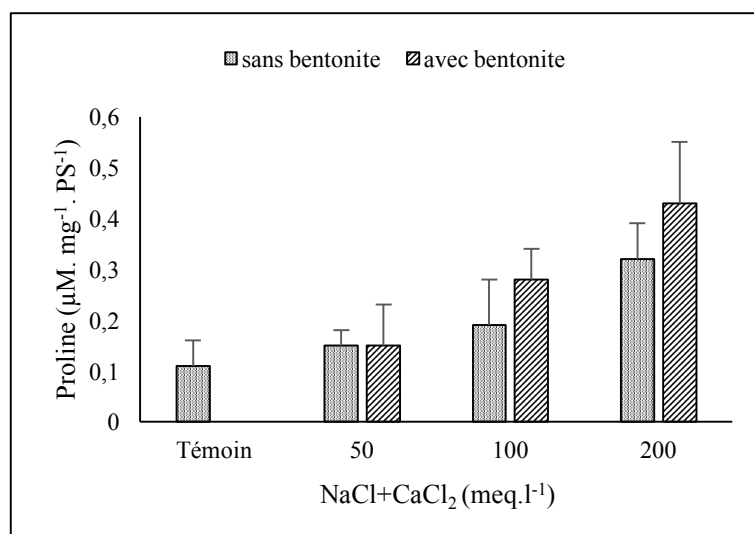 sans bentonite avec bentonite
Proline (µM. mg⁻¹. PS⁻¹)
0,6
0,5
0,4
0,3
0,2
0,1
0
Témoin 50 100 200
NaCl+CaCl₂ (meq.l⁻¹)